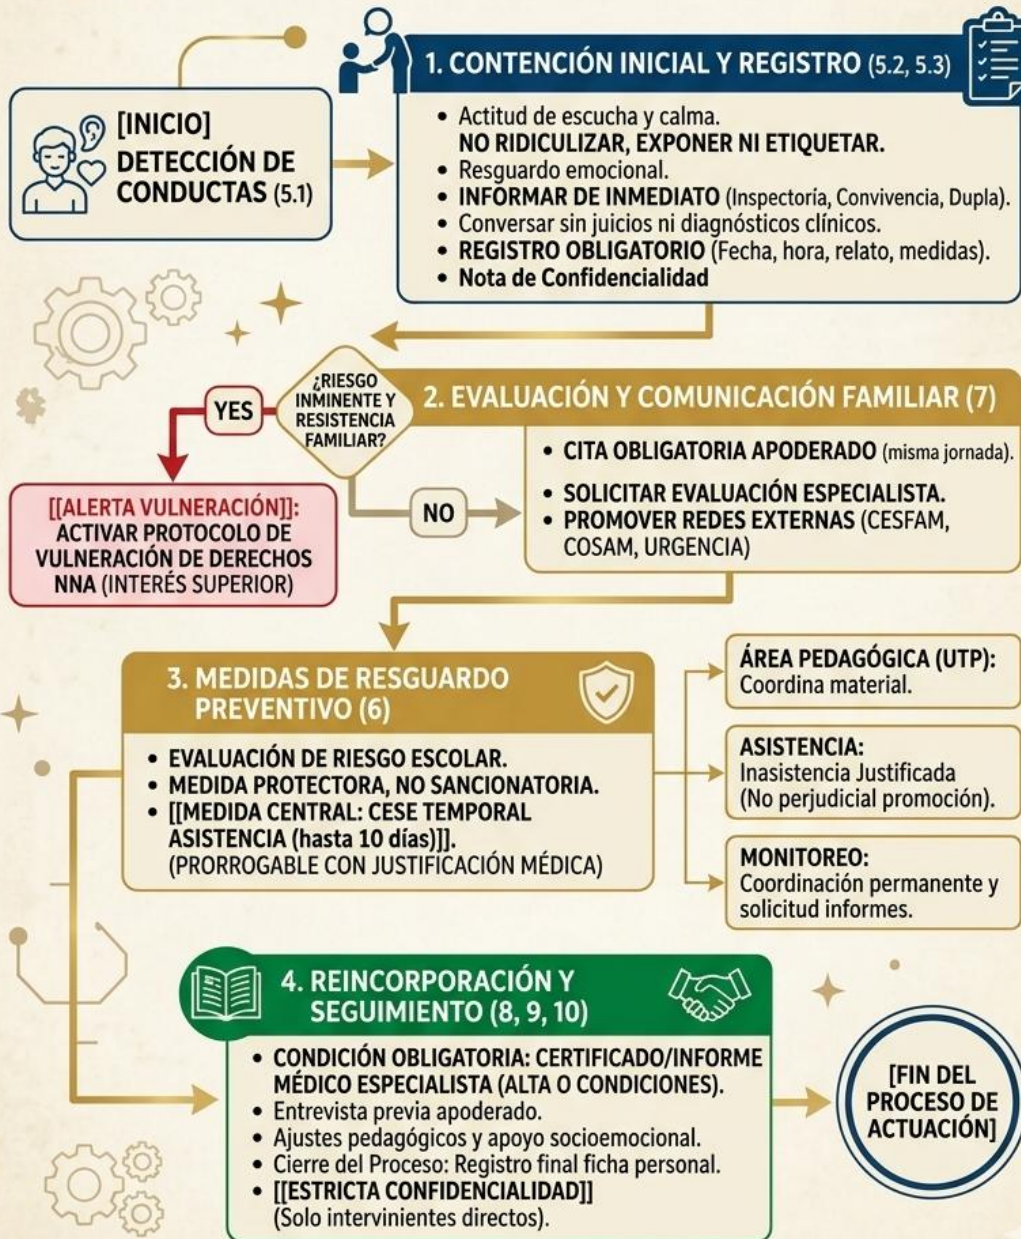 [INICIO]
DETECCIÓN DE
CONDUCTAS (5.1)
1. CONTENCIÓN INICIAL Y REGISTRO (5.2, 5.3)
• Actitud de escucha y calma.
NO RIDICULIZAR, EXPONER NI ETIQUETAR.
• Resguardo emocional.
• INFORMAR DE INMEDIATO (Inspectoría, Convivencia, Dupla).
• Conversar sin juicios ni diagnósticos clínicos.
• REGISTRO OBLIGATORIO (Fecha, hora, relato, medidas).
• Nota de Confidencialidad
¿RIESGO
INMINENTE Y
RESISTENCIA
FAMILIAR?
YES
[[ALERTA VULNERACIÓN]]:
ACTIVAR PROTOCOLO DE
VULNERACIÓN DE DERECHOS
NNA (INTERÉS SUPERIOR)
NO
2. EVALUACIÓN Y COMUNICACIÓN FAMILIAR (7)
• CITA OBLIGATORIA APODERADO (misma jornada).
• SOLICITAR EVALUACIÓN ESPECIALISTA.
• PROMOVER REDES EXTERNAS (CESFAM,
COSAM, URGENCIA)
3. MEDIDAS DE RESGUARDO
PREVENTIVO (6)
• EVALUACIÓN DE RIESGO ESCOLAR.
• MEDIDA PROTECTORA, NO SANCIONATORIA.
• [[MEDIDA CENTRAL: CESE TEMPORAL
ASISTENCIA (hasta 10 días)]].
(PRORROGABLE CON JUSTIFICACIÓN MÉDICA)
ÁREA PEDAGÓGICA (UTP):
Coordina material.
ASISTENCIA:
Inasistencia Justificada
(No perjudicial promoción).
MONITOREO:
Coordinación permanente y
solicitud informes.
4. REINCORPORACIÓN Y
SEGUIMIENTO (8, 9, 10)
• CONDICIÓN OBLIGATORIA: CERTIFICADO/INFORME
MÉDICO ESPECIALISTA (ALTA O CONDICIONES).
• Entrevista previa apoderado.
• Ajustes pedagógicos y apoyo socioemocional.
• Cierre del Proceso: Registro final ficha personal.
• [[ESTRICTA CONFIDENCIALIDAD]]
(Solo intervinientes directos).
[FIN DEL
PROCESO DE
ACTUACIÓN]